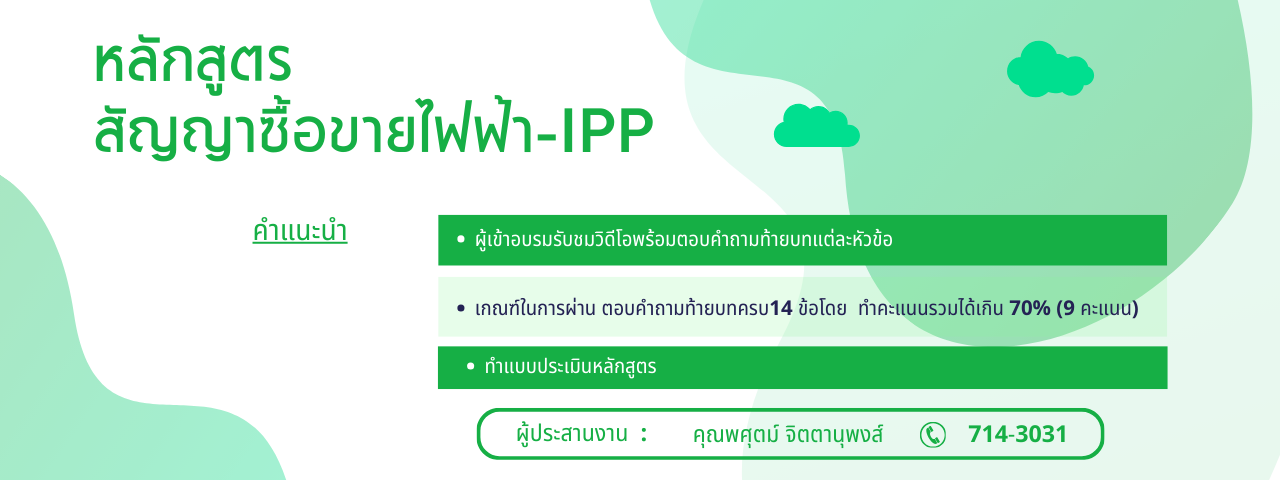 หลักสูตร
สัญญาซื้อขายไฟฟ้า-IPP
คำแนะนำ
• ผู้เข้าอบรมรับชมวิดีโอพร้อมตอบคำถามท้ายบทแต่ละหัวข้อ
• เกณฑ์ในการผ่าน ตอบคำถามท้ายบทครบ14 ข้อโดย  ทำคะแนนรวมได้เกิน 70% (9 คะแนน)
• ทำแบบประเมินหลักสูตร
ผู้ประสานงาน : คุณพศุตม์ จิตตานุพงส์ 714-3031